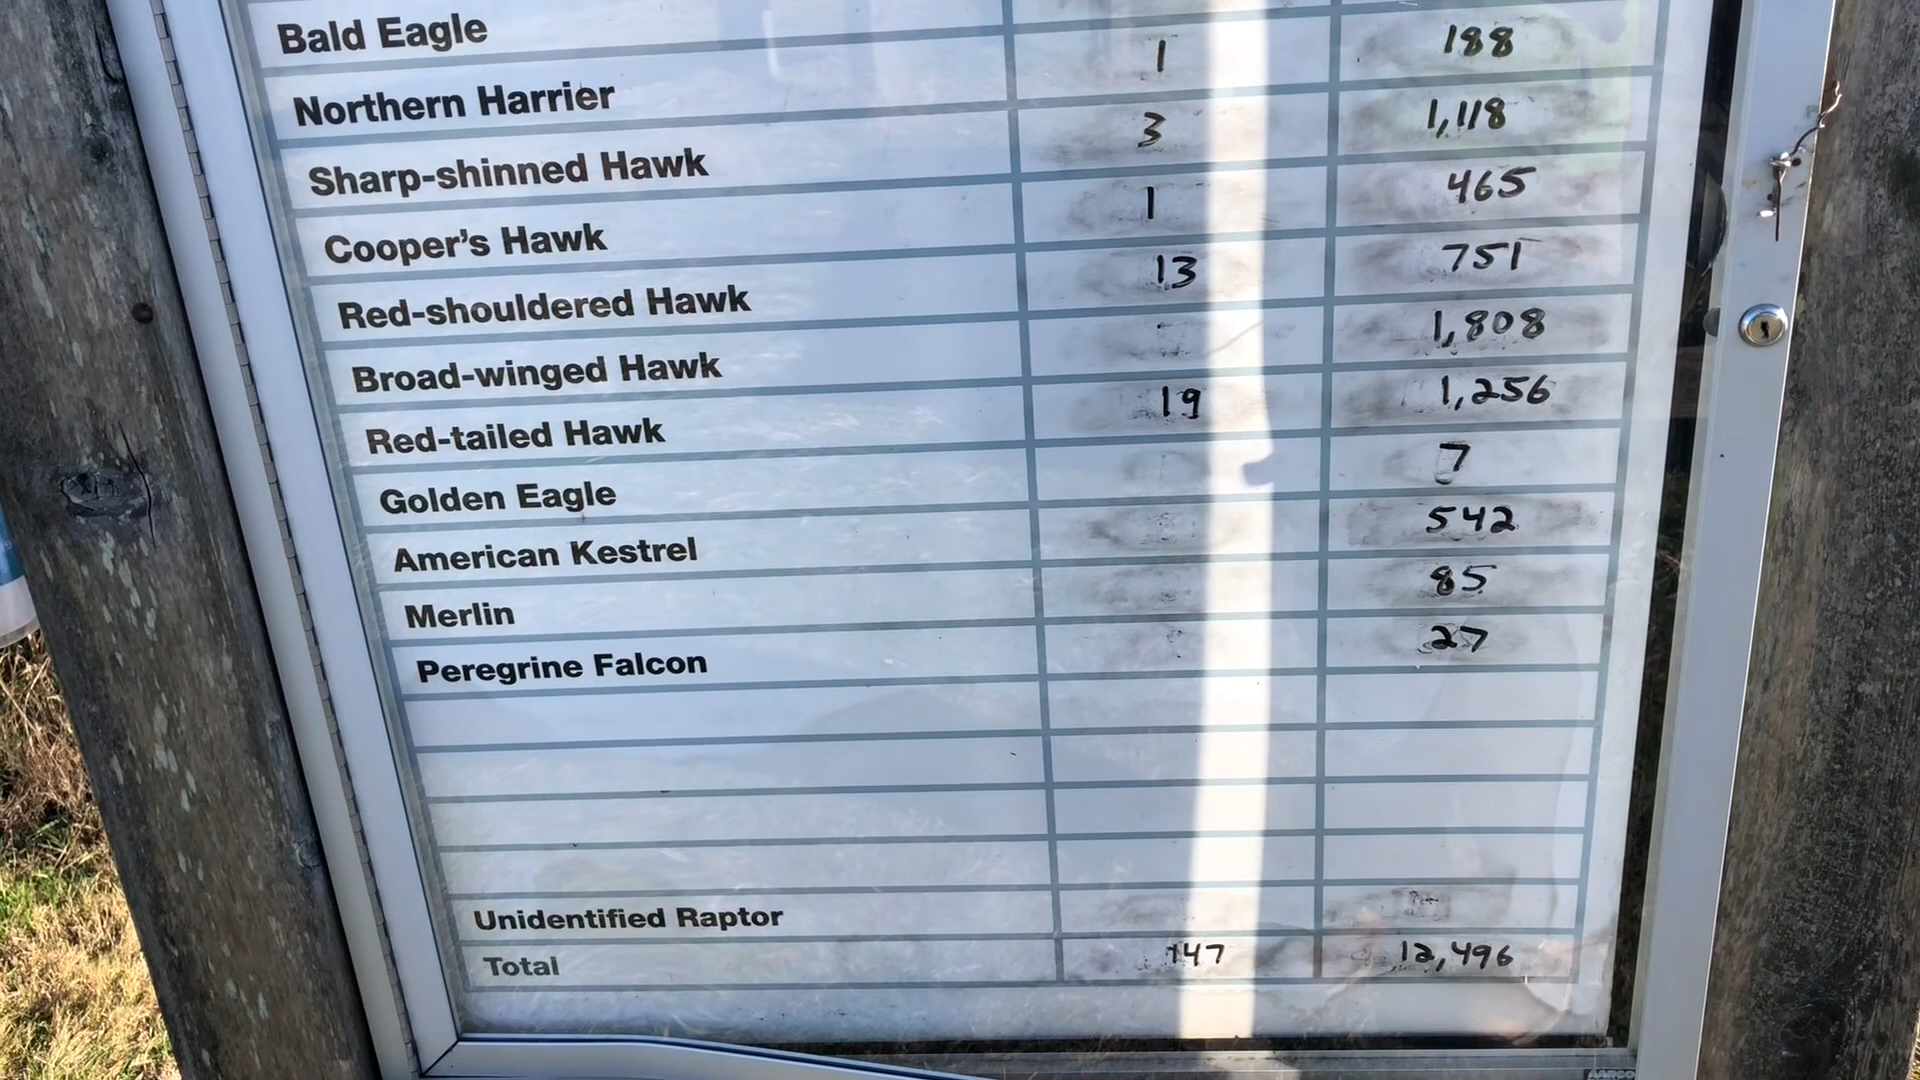 Bald Eagle
Northern Harrier 1 188
Sharp-shinned Hawk 3 1,118
Cooper's Hawk 1 465
Red-shouldered Hawk 13 751
Broad-winged Hawk 1,808
Red-tailed Hawk 19 1,256
Golden Eagle 7
American Kestrel 542
Merlin 85
Peregrine Falcon 27
Unidentified Raptor
Total 147 12,496
AARCO